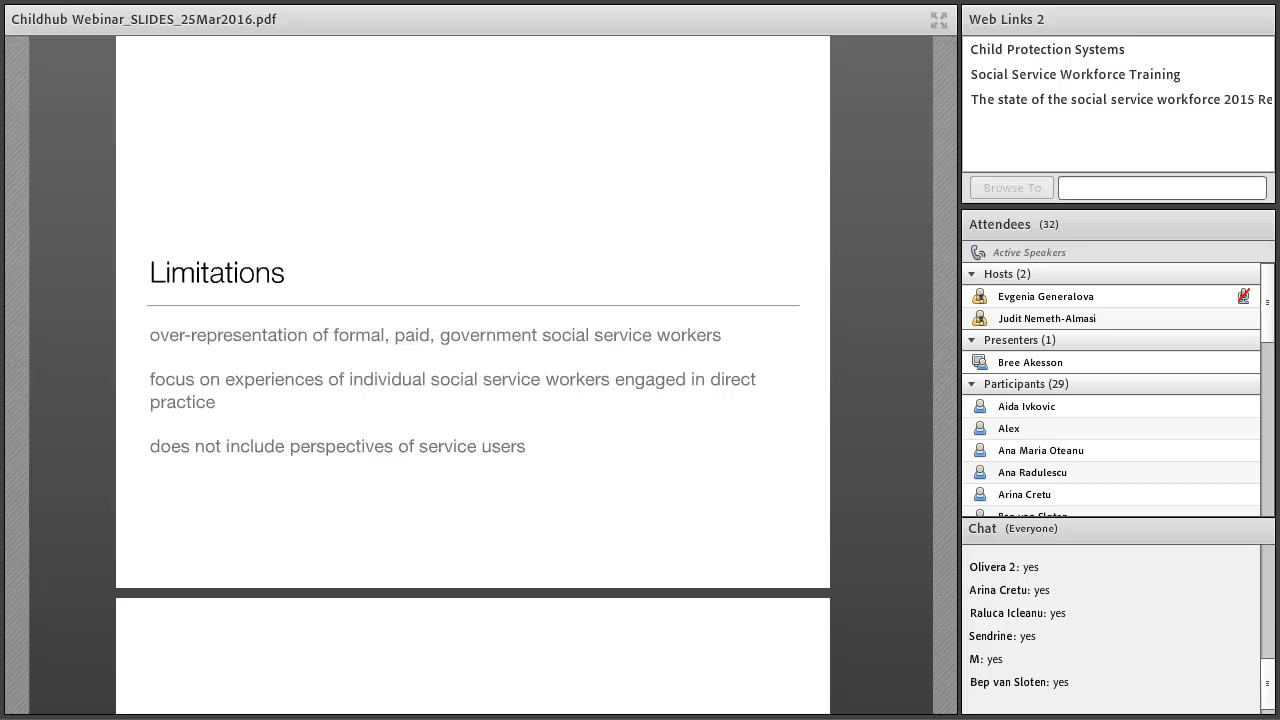 Childhub Webinar_SLIDES_25Mar2016.pdf
Limitations
over-representation of formal, paid, government social service workers
focus on experiences of individual social service workers engaged in direct
practice
does not include perspectives of service users
Web Links 2
Child Protection Systems
Social Service Workforce Training
The state of the social service workforce 2015 Re
Browse To
Attendees (32)
Active Speakers
Hosts (2)
Evgenia Generalova
Judit Nemeth-Almasi
Presenters (1)
Bree Akesson
Participants (29)
Aida Ivkovic
Alex
Ana Maria Oteanu
Ana Radulescu
Arina Cretu
Bep van Sloten
Chat (Everyone)
Olivera 2: yes
Arina Cretu: yes
Raluca Icleanu: yes
Sendrine: yes
M: yes
Bep van Sloten: yes